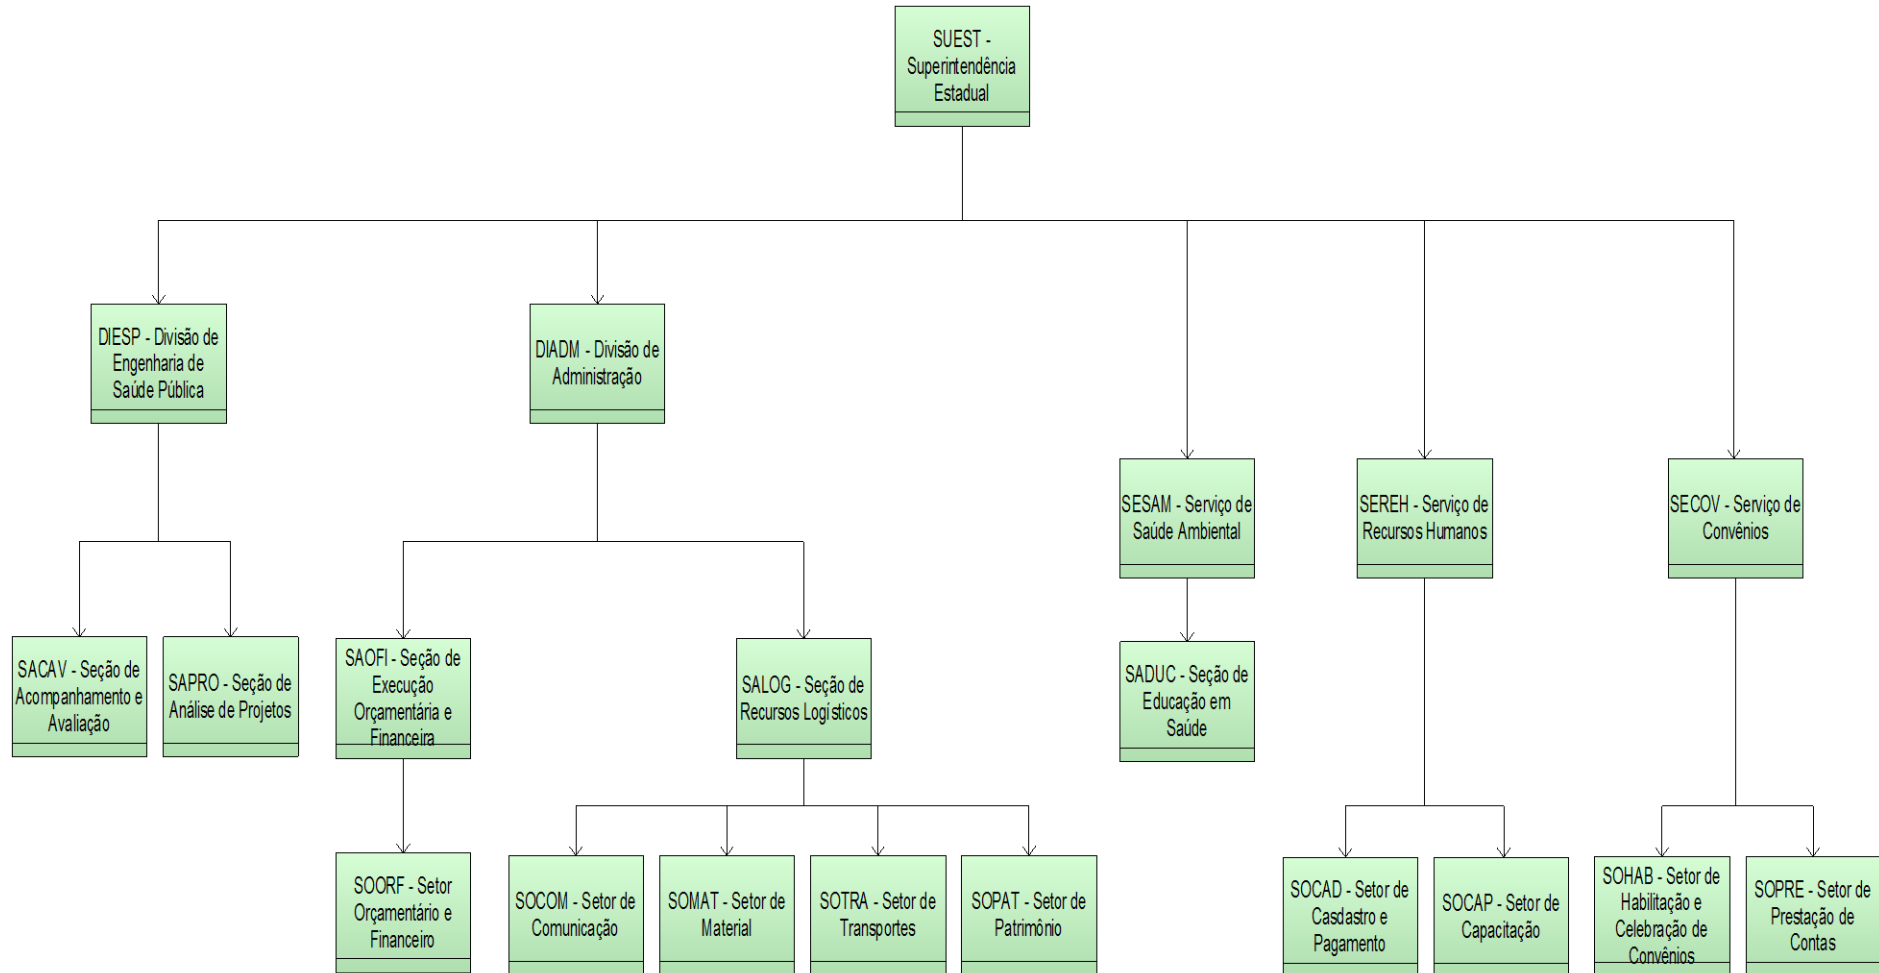 SUEST -
Superintendência
Estadual
DIESP - Divisão de
Engenharia de
Saúde Pública
DIADM - Divisão de
Administração
SESAM - Serviço de
Saúde Ambiental
SEREH - Serviço de
Recursos Humanos
SECOV - Serviço de
Convênios
SACAV - Seção de
Acompanhamento e
Avaliação
SAPRO - Seção de
Análise de Projetos
SAOFI - Seção de
Execução
Orçamentária e
Financeira
SALOG - Seção de
Recursos Logísticos
SADUC - Seção de
Educação em
Saúde
SOORF - Setor
Orçamentário e
Financeiro
SOCOM - Setor de
Comunicação
SOMAT - Setor de
Material
SOTRA - Setor de
Transportes
SOPAT - Setor de
Patrimônio
SOCAD - Setor de
Casdastro e
Pagamento
SOCAP - Setor de
Capacitação
SOHAB - Setor de
Habilitação e
Celebração de
Convênios
SOPRE - Setor de
Prestação de
Contas